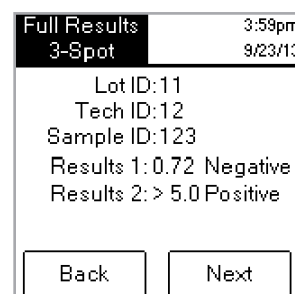 Full Results 3:59pm
3-Spot 9/23/13
Lot ID:11
Tech ID:12
Sample ID:123
Results 1: 0.72 Negative
Results 2: > 5.0 Positive
Back Next